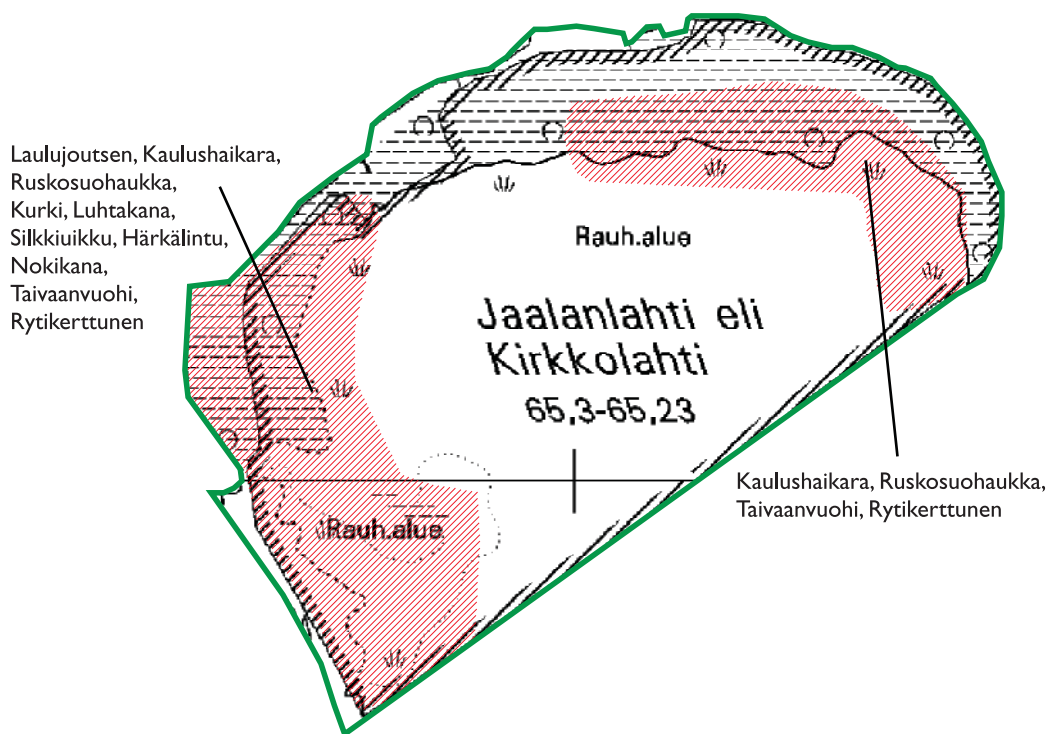 Laulujoutsen, Kaulushaikara,
Ruskosuohaukka,
Kurki, Luhtakana,
Silkkiuikku, Härkälintu,
Nokikana,
Taivaanvuohi,
Rytikerttunen
Rauh.alue
Jaalanlahti eli
Kirkkolahti
65,3-65,23
Kaulushaikara, Ruskosuohaukka,
Taivaanvuohi, Rytikerttunen
Rauh.alue